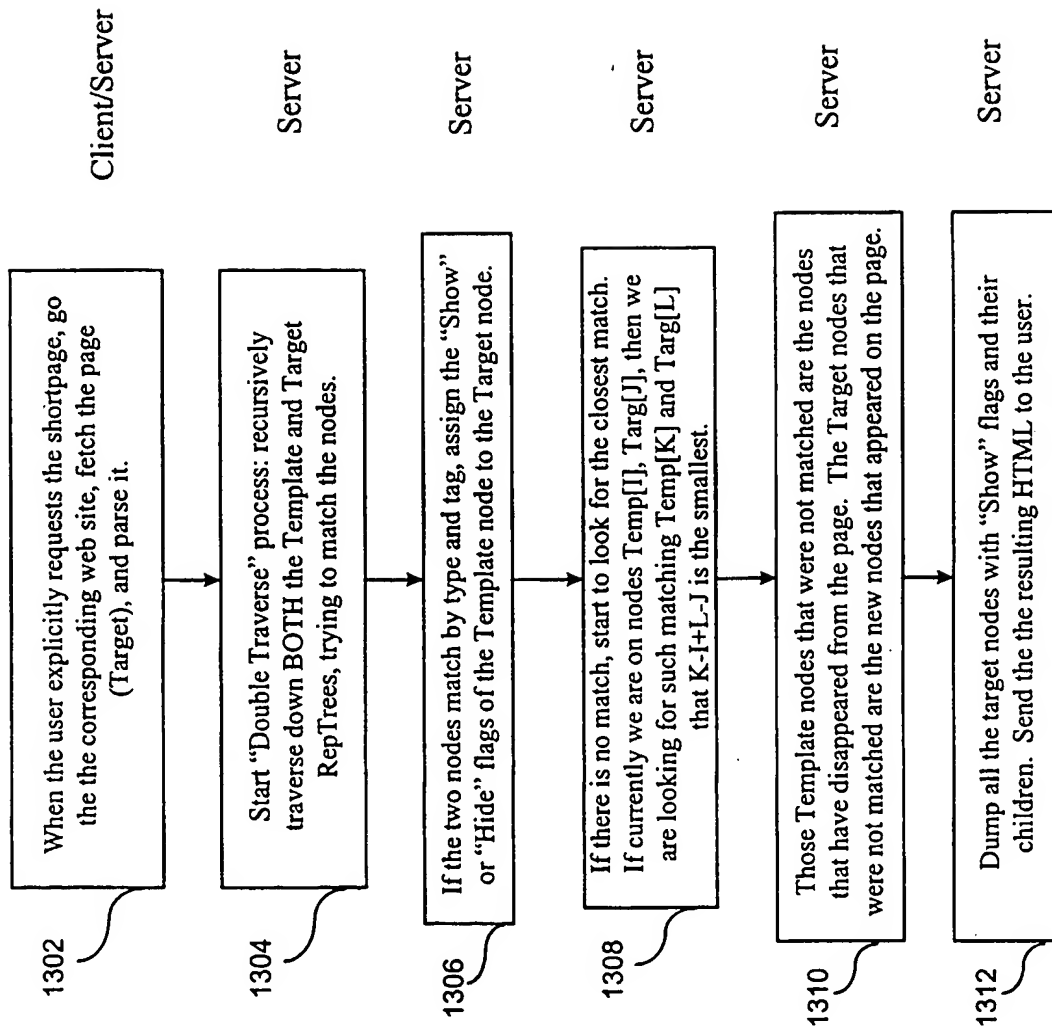 1302
When the user explicitly requests the shortpage, go
the the corresponding web site, fetch the page
(Target), and parse it.
Client/Server
1304
Start “Double Traverse” process: recursively
traverse down BOTH the Template and Target
RepTrees, trying to match the nodes.
Server
1306
If the two nodes match by type and tag, assign the “Show”
or “Hide” flags of the Template node to the Target node.
Server
1308
If there is no match, start to look for the closest match.
If currently we are on nodes Temp[I], Targ[J], then we
are looking for such matching Temp[K] and Targ[L]
that K-I+L-J is the smallest.
Server
1310
Those Template nodes that were not matched are the nodes
that have disappeared from the page. The Target nodes that
were not matched are the new nodes that appeared on the page.
Server
1312
Dump all the target nodes with “Show” flags and their
children. Send the the resulting HTML to the user.
Server